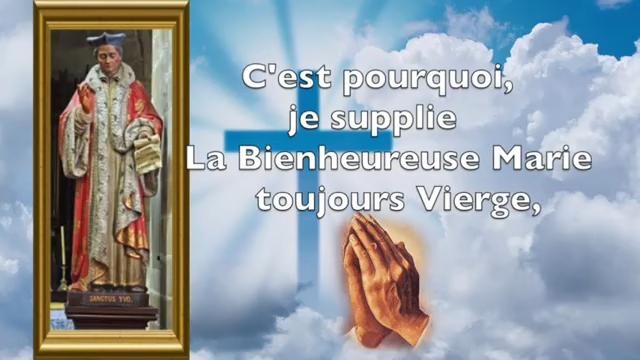 C'est pourquoi,
je supplie
La Bienheureuse Marie
toujours Vierge,
SANCTUS YVO.